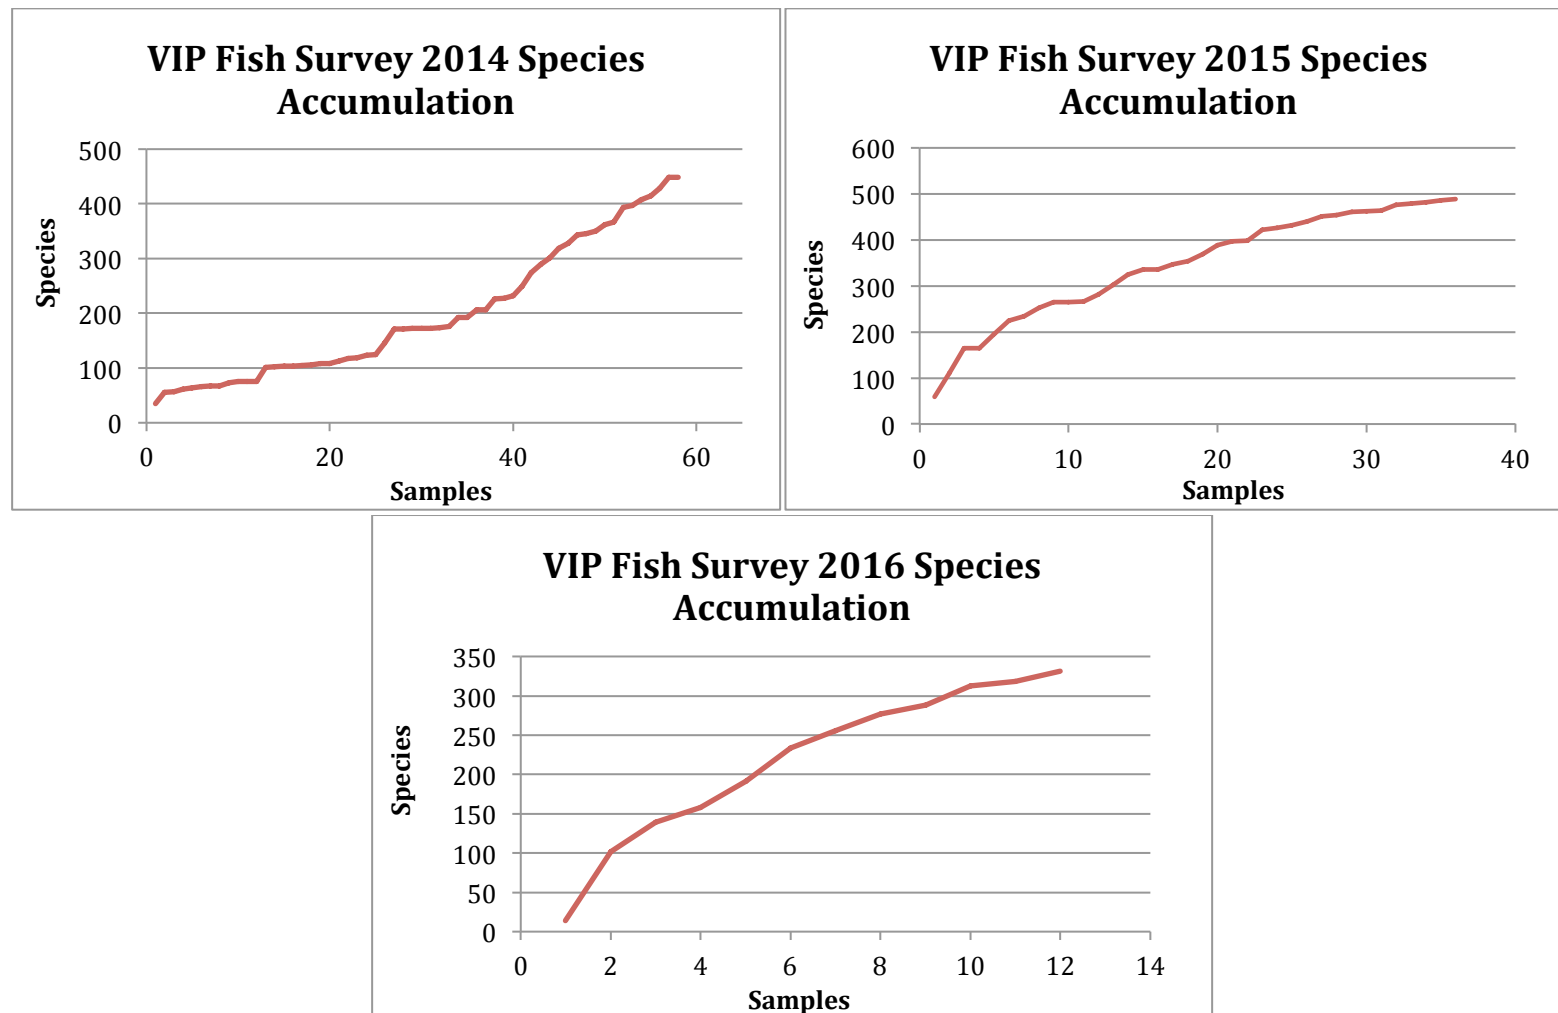 VIP Fish Survey 2014 Species
Accumulation
500
400
300
200
100
0
Species
0 20 40 60
Samples
VIP Fish Survey 2015 Species
Accumulation
600
500
400
300
200
100
0
Species
0 10 20 30 40
Samples
VIP Fish Survey 2016 Species
Accumulation
350
300
250
200
150
100
50
0
Species
0 2 4 6 8 10 12 14
Samples